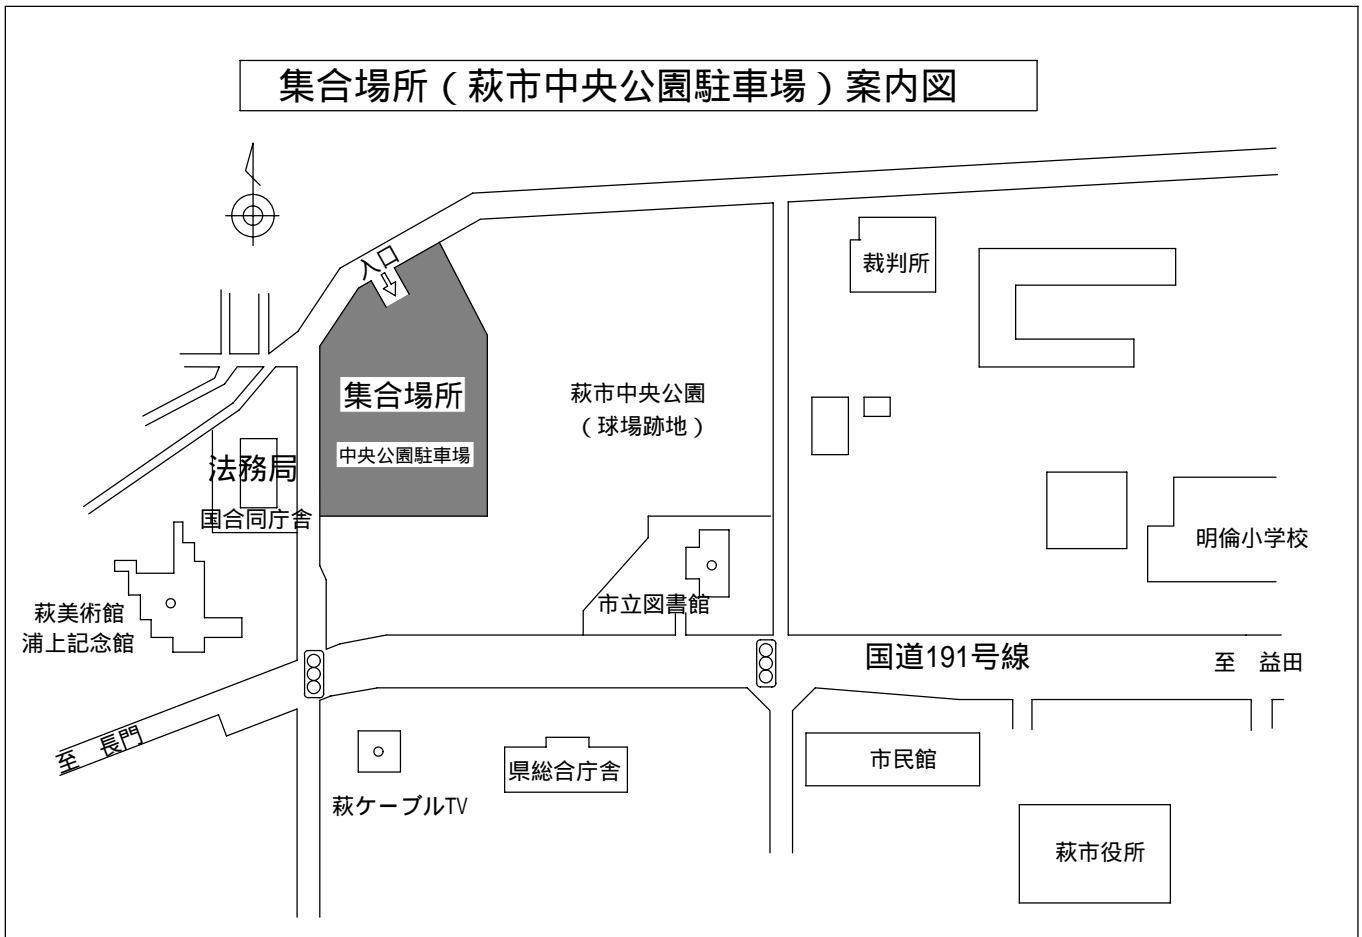 集合場所（萩市中央公園駐車場）案内図
入口
裁判所
集合場所
萩市中央公園
（球場跡地）
中央公園駐車場
法務局
国合同庁舎
明倫小学校
萩美術館
浦上記念館
市立図書館
国道191号線
至　益田
至　長門
市民館
県総合庁舎
萩ケーブルTV
萩市役所